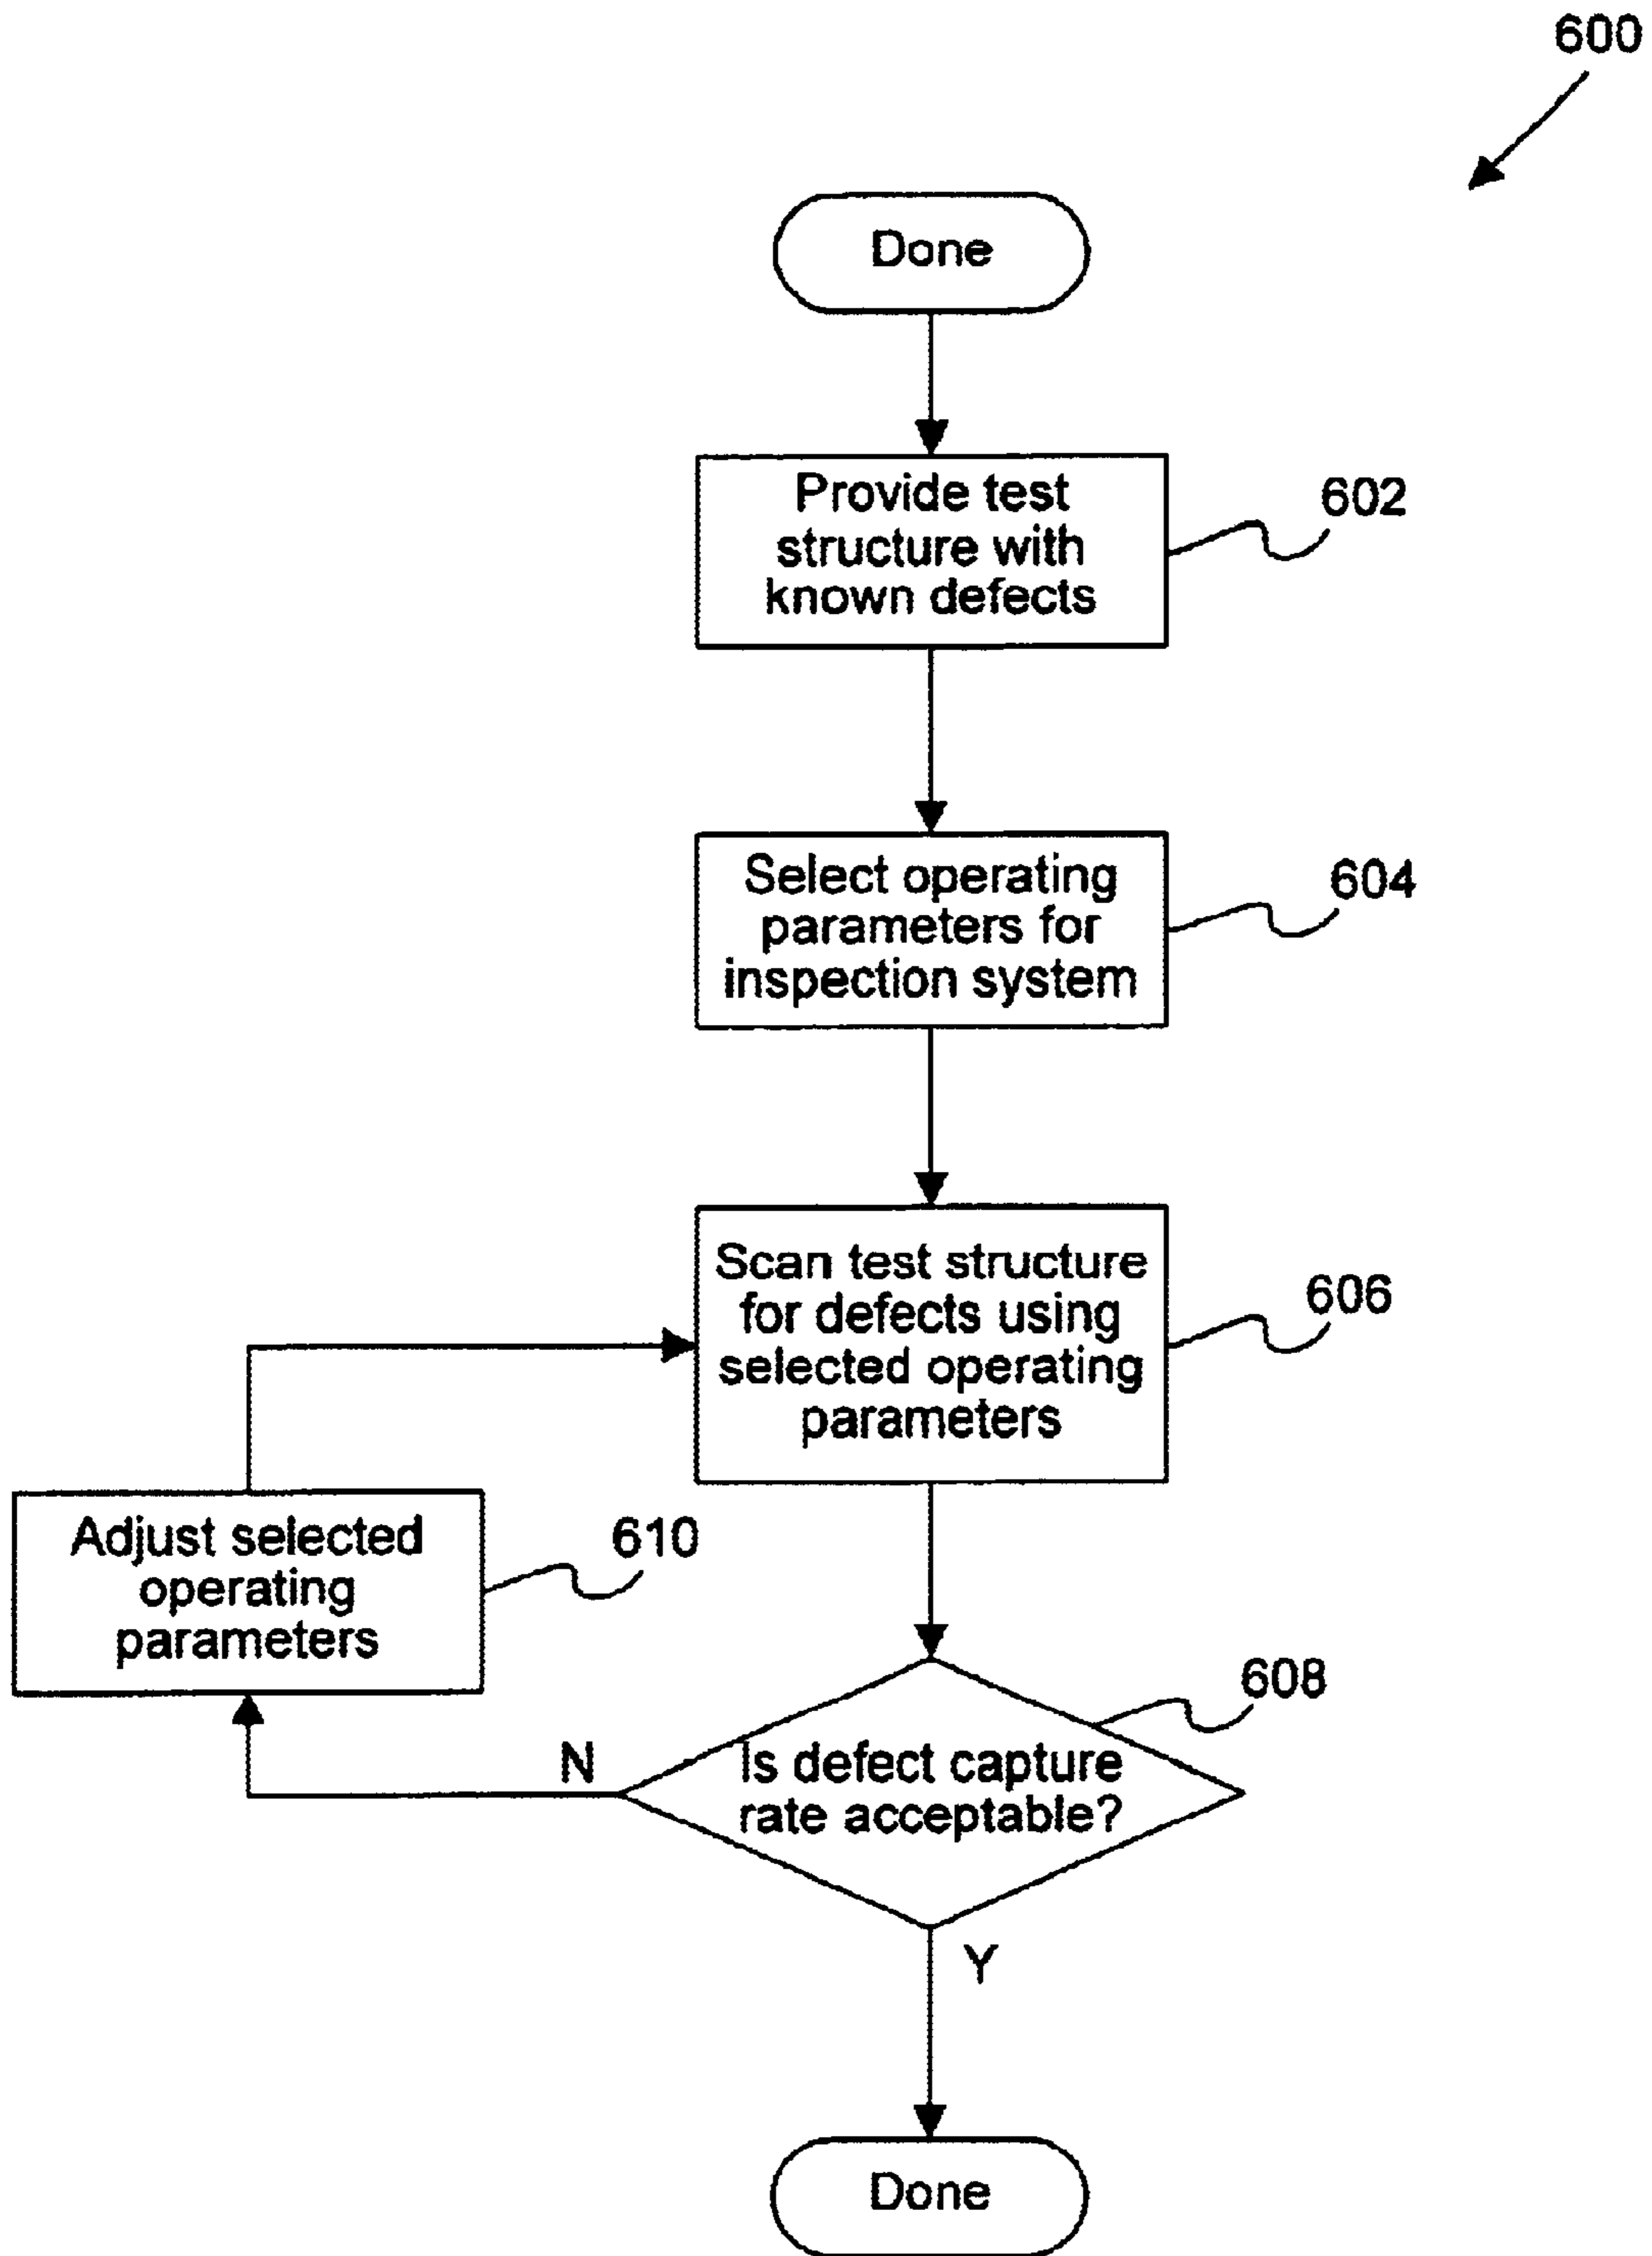 600
Done
Provide test
structure with
known defects
602
Select operating
parameters for
inspection system
604
Scan test structure
for defects using
selected operating
parameters
606
Adjust selected
operating
parameters
610
608
N
Is defect capture
rate acceptable?
Y
Done